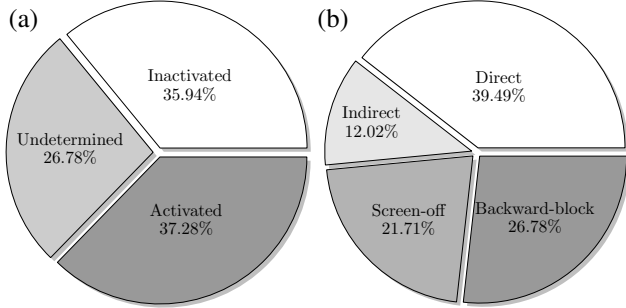 (a)
Inactivated
35.94%
Undetermined
26.78%
Activated
37.28%
(b)
Direct
39.49%
Indirect
12.02%
Screen-off
21.71%
Backward-block
26.78%